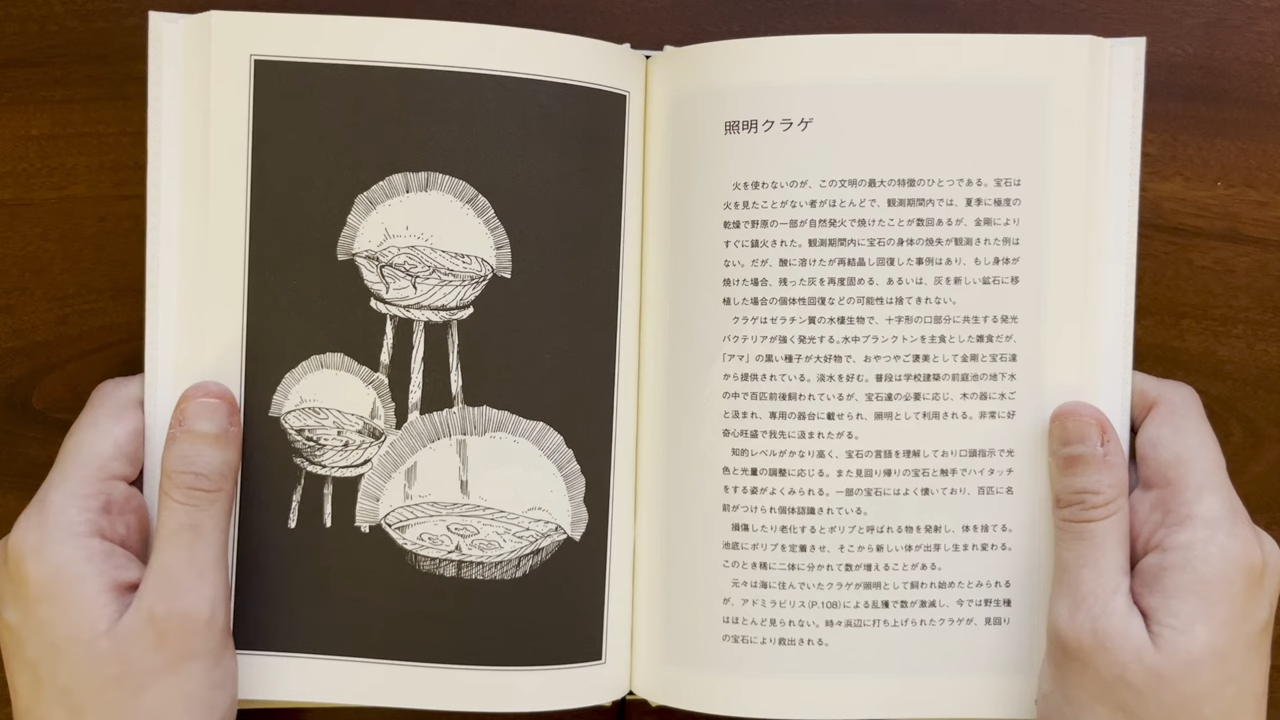 照明クラゲ
火を使わないのが、この文明の最大の特徴のひとつである。宝石は
火を見たことがない者がほとんどで、観測期間内では、夏季に極度の
乾燥で野原の一部が自然発火で焼けたことが数回あるが、金剛により
すぐに鎮火された。観測期間内に宝石の身体の焼失が観測された例は
ない。だが、酸に溶けたが再結晶し回復した事例はあり、もし身体が
焼けた場合、残った灰を再度固める、あるいは、灰を新しい鉱石に移
植した場合の個体性回復などの可能性は捨てきれない。
クラゲはゼラチン質の水棲生物で、十字形の口部分に共生する発光
バクテリアが強く発光する。水中プランクトンを主食とした雑食だが、
「アマ」の黒い種子が大好物で、おやつやご褒美として金剛と宝石達
から提供されている。淡水を好む。普段は学校建築の前庭池の地下水
の中で百匹前後飼われているが、宝石達の必要に応じ、木の器に水ご
と汲まれ、専用の器台に載せられ、照明として利用される。非常に好
奇心旺盛で我先に汲まれたがる。
知的レベルがかなり高く、宝石の言語を理解しており口頭指示で光
色と光量の調整に応じる。また見回り帰りの宝石と触手でハイタッチ
をする姿がよくみられる。一部の宝石にはよく懐いており、百匹に名
前がつけられ個体認識されている。
損傷したり老化するとポリプと呼ばれる物を発射し、体を捨てる。
池底にポリプを定着させ、そこから新しい体が出芽し生まれ変わる。
このとき稀に二体に分かれて数が増えることがある。
元々は海に住んでいたクラゲが照明として飼われ始めたとみられる
が、アドミラビリス(P.108)による乱獲で数が激減し、今では野生種
はほとんど見られない。時々浜辺に打ち上げられたクラゲが、見回り
の宝石により救出される。